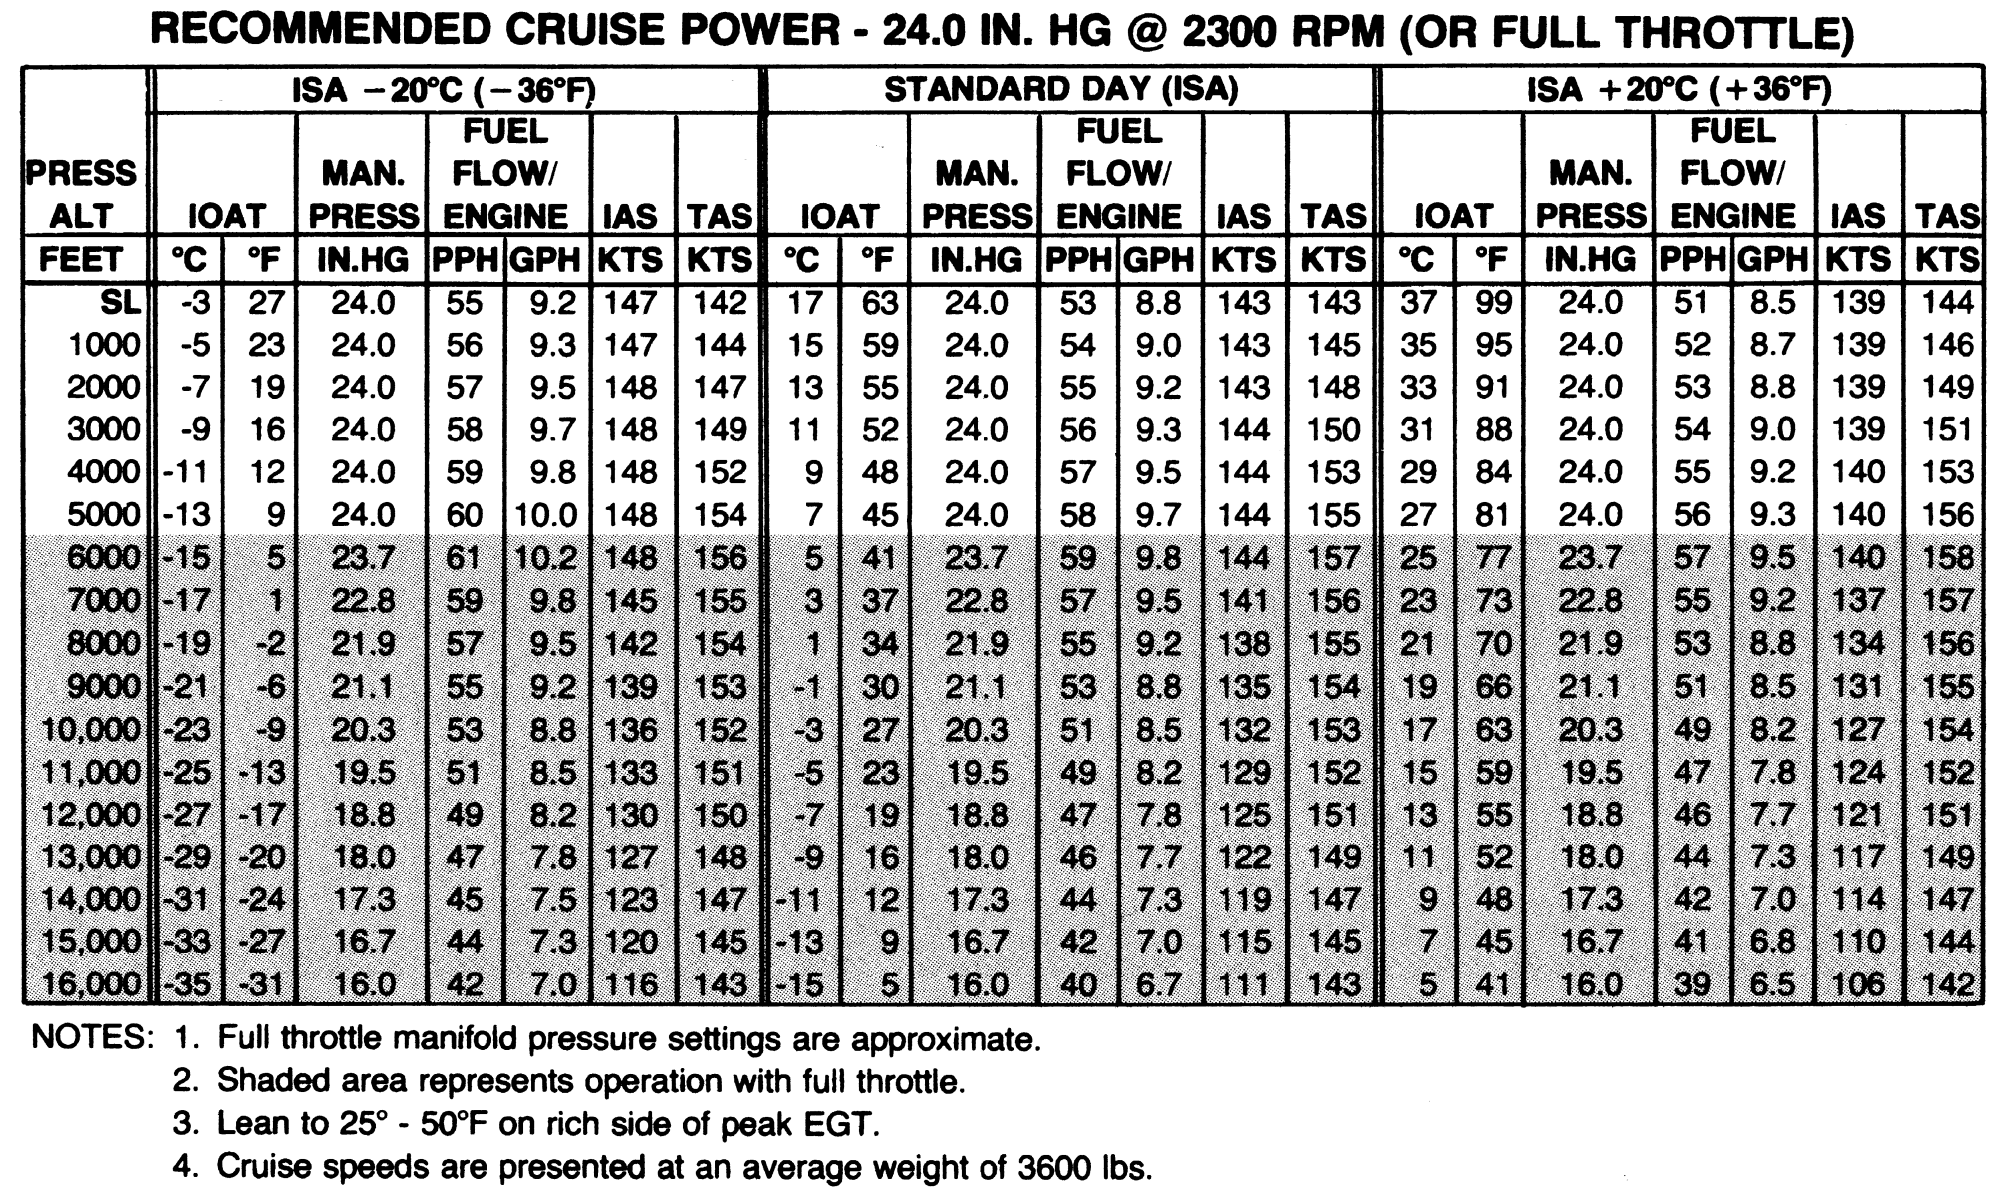 RECOMMENDED CRUISE POWER - 24.0 IN. HG @ 2300 RPM (OR FULL THROTTLE)
ISA −20°C (−36°F) STANDARD DAY (ISA) ISA +20°C (+36°F)
FUEL FUEL FUEL
PRESS MAN. FLOW/ MAN. FLOW/ MAN. FLOW/
ALT IOAT PRESS ENGINE IAS TAS IOAT PRESS ENGINE IAS TAS IOAT PRESS ENGINE IAS TAS
FEET °C °F IN.HG PPH GPH KTS KTS °C °F IN.HG PPH GPH KTS KTS °C °F IN.HG PPH GPH KTS KTS
SL -3 27 24.0 55 9.2 147 142 17 63 24.0 53 8.8 143 143 37 99 24.0 51 8.5 139 144
1000 -5 23 24.0 56 9.3 147 144 15 59 24.0 54 9.0 143 145 35 95 24.0 52 8.7 139 146
2000 -7 19 24.0 57 9.5 148 147 13 55 24.0 55 9.2 143 148 33 91 24.0 53 8.8 139 149
3000 -9 16 24.0 58 9.7 148 149 11 52 24.0 56 9.3 144 150 31 88 24.0 54 9.0 139 151
4000 -11 12 24.0 59 9.8 148 152 9 48 24.0 57 9.5 144 153 29 84 24.0 55 9.2 140 153
5000 -13 9 24.0 60 10.0 148 154 7 45 24.0 58 9.7 144 155 27 81 24.0 56 9.3 140 156
6000 -15 5 23.7 61 10.2 148 156 5 41 23.7 59 9.8 144 157 25 77 23.7 57 9.5 140 158
7000 -17 1 22.8 59 9.8 145 155 3 37 22.8 57 9.5 141 156 23 73 22.8 55 9.2 137 157
8000 -19 -2 21.9 57 9.5 142 154 1 34 21.9 55 9.2 138 155 21 70 21.9 53 8.8 134 156
9000 -21 -6 21.1 55 9.2 139 153 -1 30 21.1 53 8.8 135 154 19 66 21.1 51 8.5 131 155
10,000 -23 -9 20.3 53 8.8 136 152 -3 27 20.3 51 8.5 132 153 17 63 20.3 49 8.2 127 154
11,000 -25 -13 19.5 51 8.5 133 151 -5 23 19.5 49 8.2 129 152 15 59 19.5 47 7.8 124 152
12,000 -27 -17 18.8 49 8.2 130 150 -7 19 18.8 47 7.8 125 151 13 55 18.8 46 7.7 121 151
13,000 -29 -20 18.0 47 7.8 127 148 -9 16 18.0 46 7.7 122 149 11 52 18.0 44 7.3 117 149
14,000 -31 -24 17.3 45 7.5 123 147 -11 12 17.3 44 7.3 119 147 9 48 17.3 42 7.0 114 147
15,000 -33 -27 16.7 44 7.3 120 145 -13 9 16.7 42 7.0 115 145 7 45 16.7 41 6.8 110 144
16,000 -35 -31 16.0 42 7.0 116 143 -15 5 16.0 40 6.7 111 143 5 41 16.0 39 6.5 106 142
NOTES: 1. Full throttle manifold pressure settings are approximate.
2. Shaded area represents operation with full throttle.
3. Lean to 25° - 50°F on rich side of peak EGT.
4. Cruise speeds are presented at an average weight of 3600 lbs.